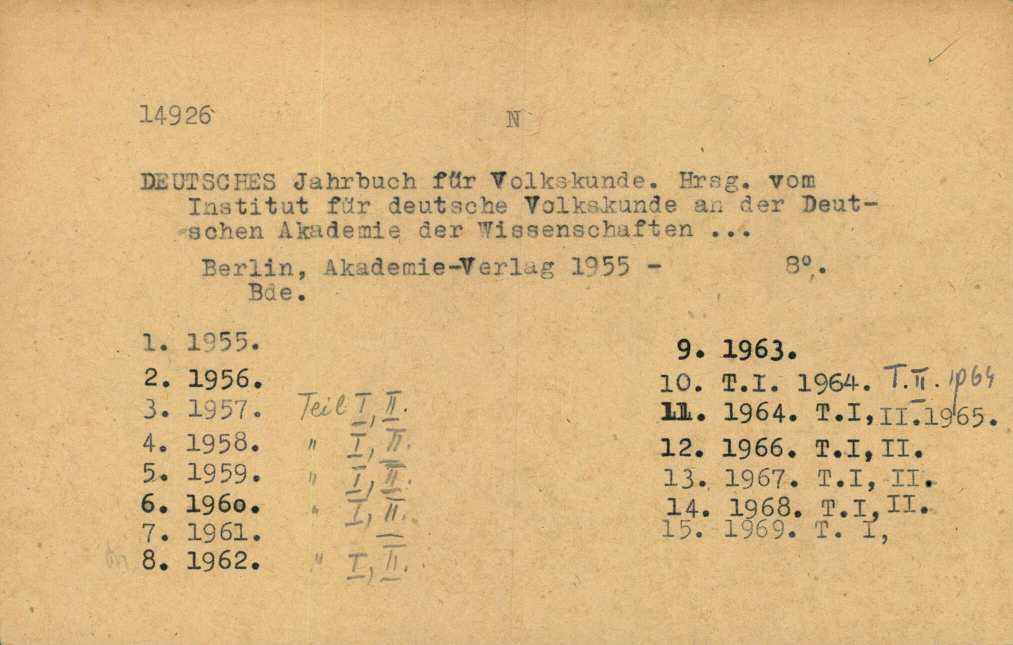 14926
N
DEUTSCHES Jahrbuch für Volkskunde. Hrsg. vom
Institut für deutsche Volkskunde an der Deut-
schen Akademie der Wissenschaften ...
Berlin, Akademie-Verlag 1955 - 8°.
Bde.
1. 1955.
2. 1956.
3. 1957. Teil I, II.
4. 1958. " I, II.
5. 1959. " I, II.
6. 1960. " I, II.
7. 1961.
8. 1962. " I, II.
9. 1963.
10. T.I. 1964. T.II. 1964
11. 1964. T.I, II.1965.
12. 1966. T.I, II.
13. 1967. T.I, II.
14. 1968. T.I, II.
15. 1969. T. I,